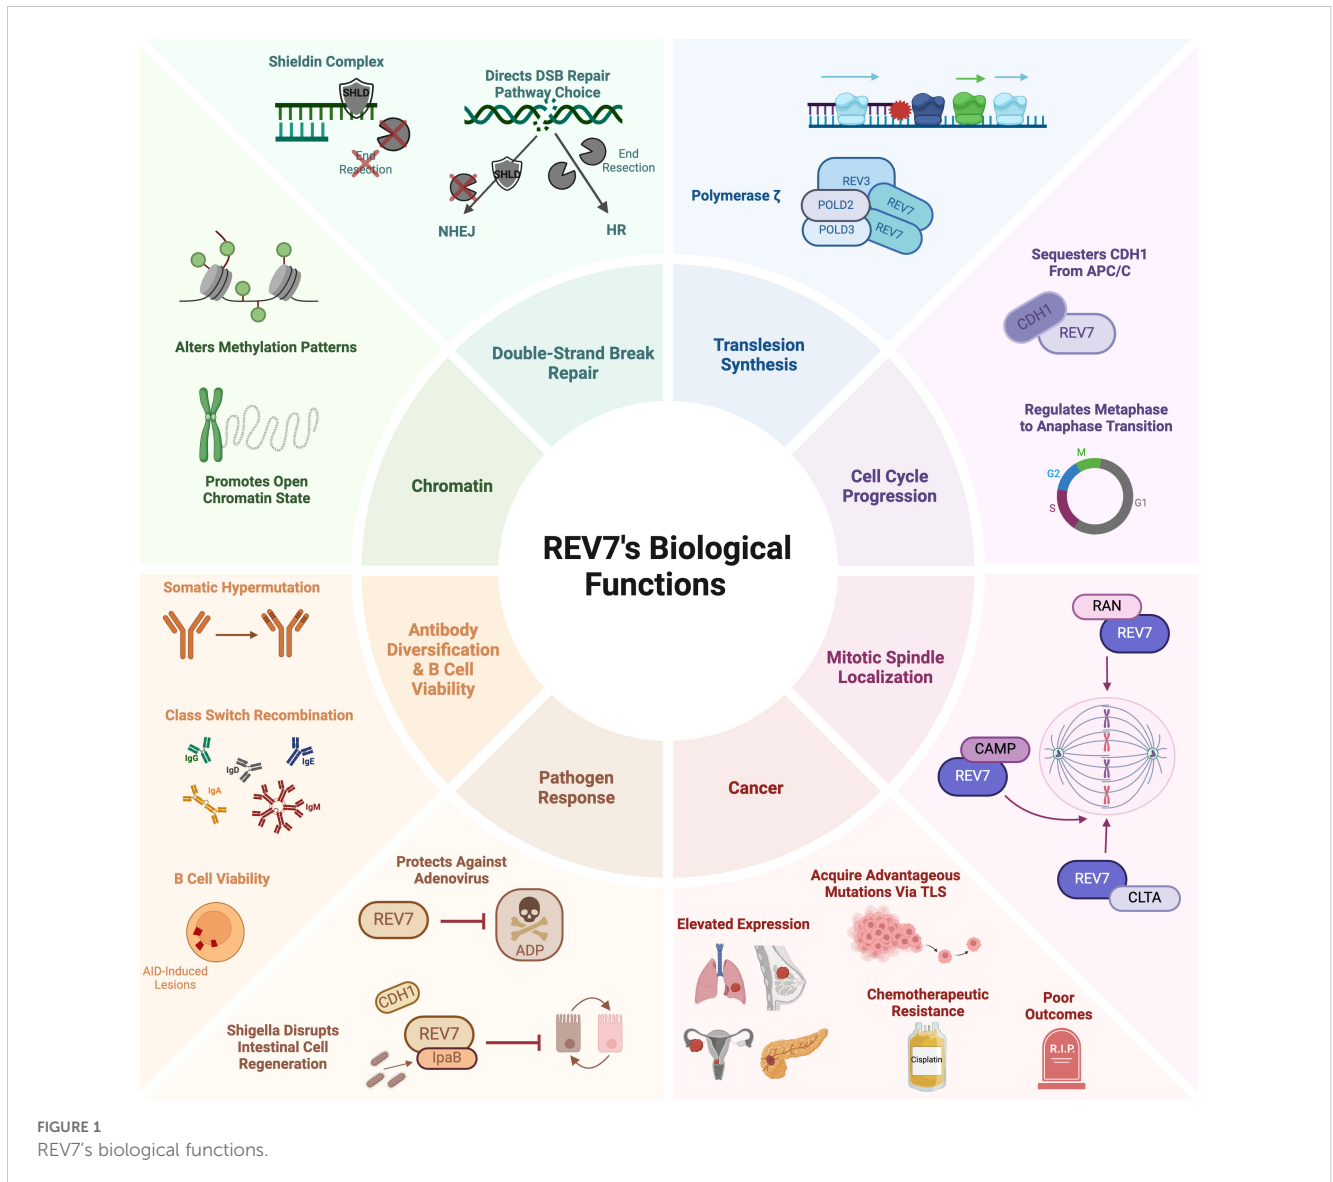 Shieldin Complex
SHLD
End
Resection
Directs DSB Repair
Pathway Choice
SHLD
End
Resection
NHEJ
HR
Polymerase ζ
REV3
POLD2
POLD3
REV7
REV7
Sequesters CDH1
From APC/C
CDH1
REV7
Regulates Metaphase
to Anaphase Transition
M
G2
S
G1
Alters Methylation Patterns
Promotes Open
Chromatin State
Double-Strand Break
Repair
Translesion
Synthesis
Chromatin
Cell Cycle
Progression
REV7's Biological
Functions
Antibody
Diversification
& B Cell
Viability
Mitotic Spindle
Localization
Pathogen
Response
Cancer
Somatic Hypermutation
Class Switch Recombination
IgG
IgD
IgE
IgA
IgM
B Cell Viability
AID-Induced
Lesions
RAN
REV7
CAMP
REV7
REV7
CLTA
Protects Against
Adenovirus
REV7
ADP
CDH1
REV7
IpaB
Shigella Disrupts
Intestinal Cell
Regeneration
Acquire Advantageous
Mutations Via TLS
Elevated Expression
Chemotherapeutic
Resistance
Cisplatin
Poor
Outcomes
R.I.P.
FIGURE 1
REV7's biological functions.